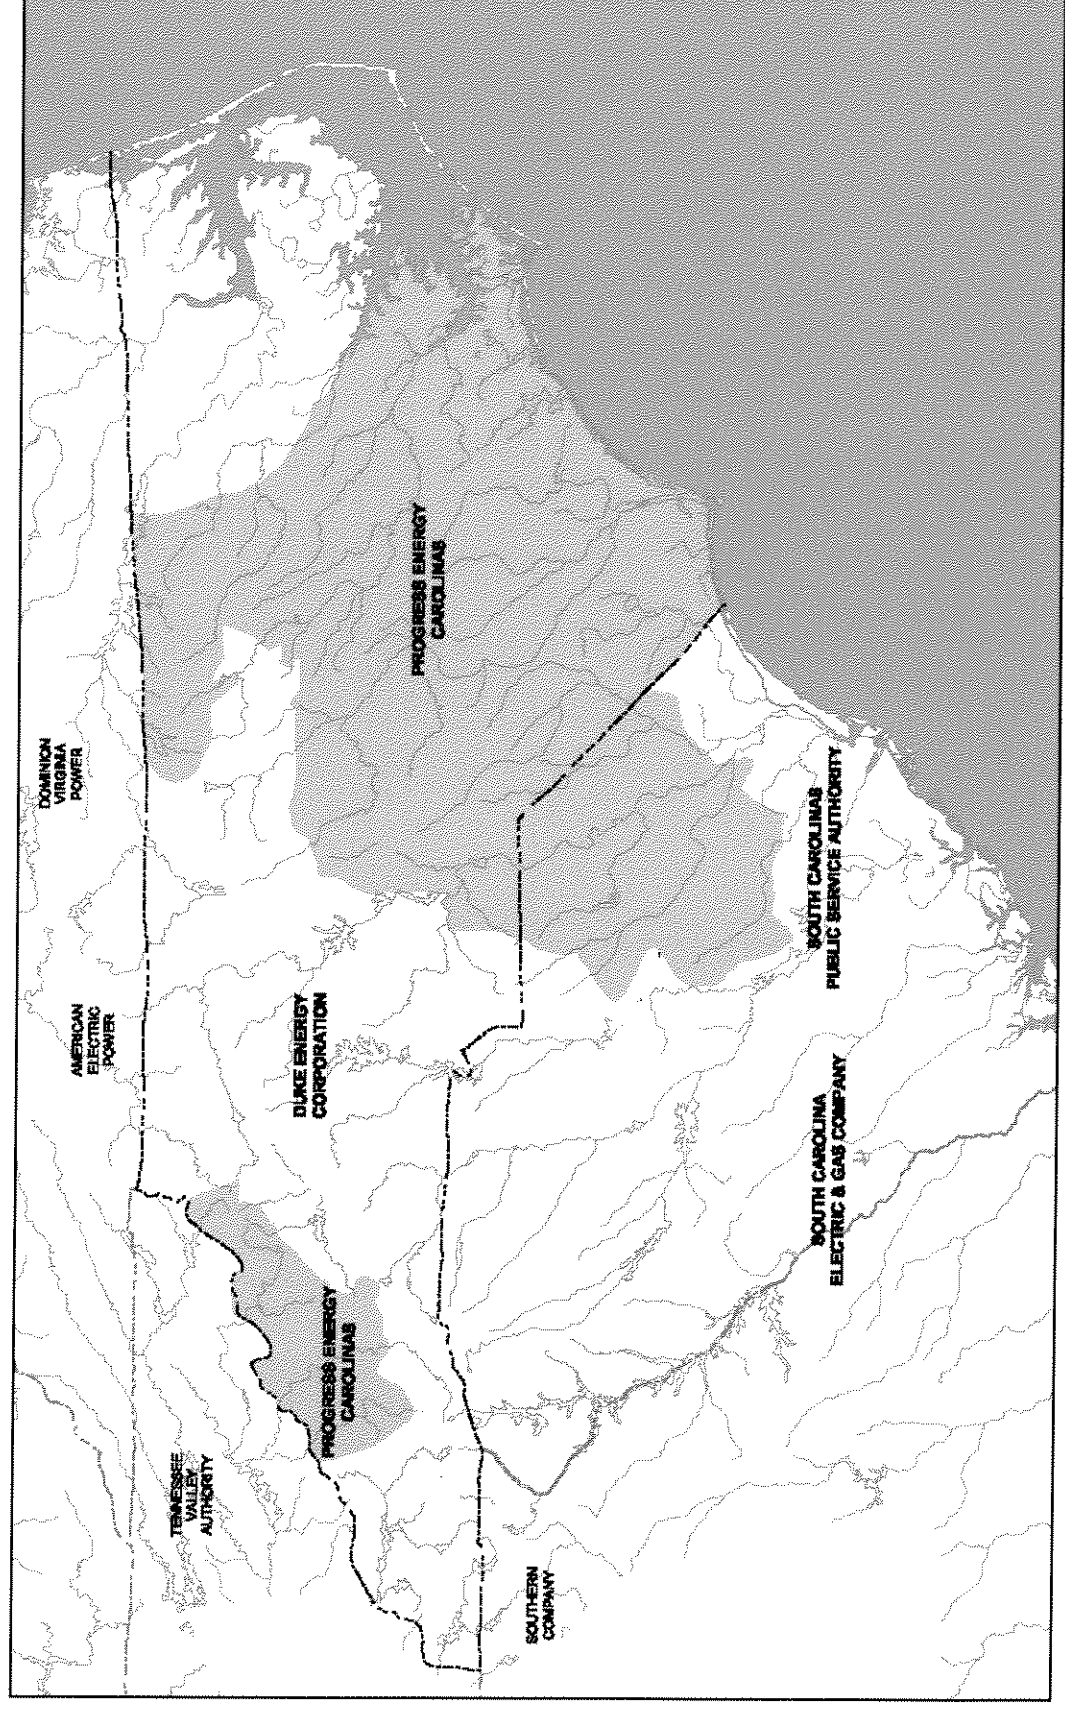 DOMINION
VIRGINIA
POWER
AMERICAN
ELECTRIC
POWER
TENNESSEE
VALLEY
AUTHORITY
PROGRESS ENERGY
CAROLINAS
DUKE ENERGY
CORPORATION
PROGRESS ENERGY
CAROLINAS
SOUTHERN
COMPANY
SOUTH CAROLINA
ELECTRIC & GAS COMPANY
SOUTH CAROLINAS
PUBLIC SERVICE AUTHORITY